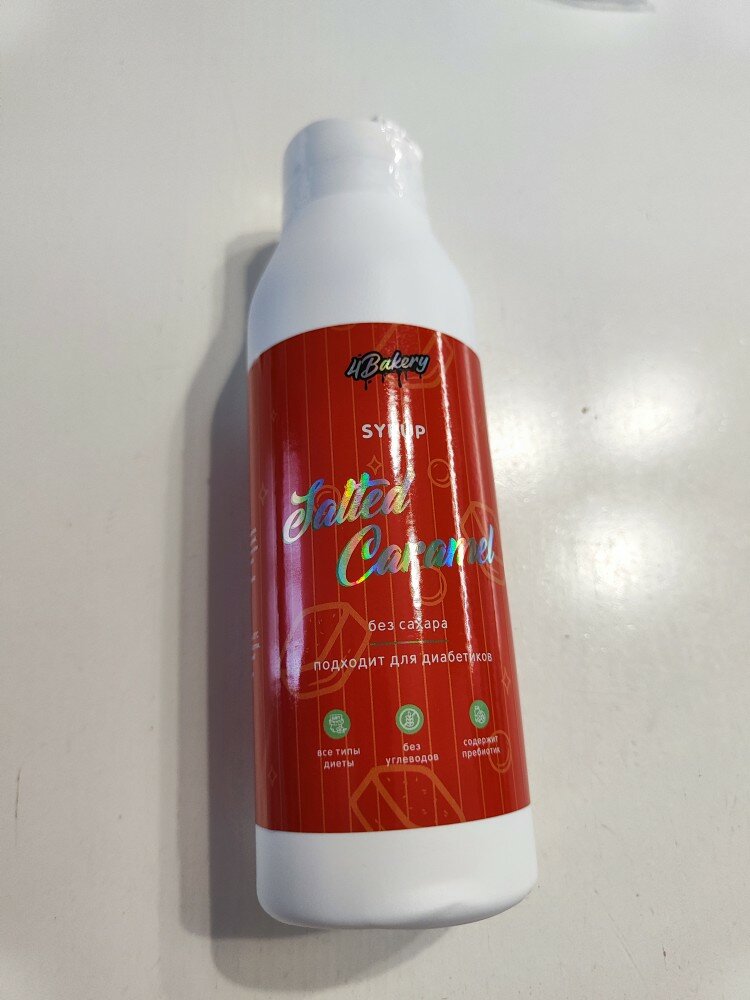 4Bakery
SYRUP
Salted
Caramel
без сахара
подходит для диабетиков
все типы
диеты
без
углеводов
содержит
пребиотик